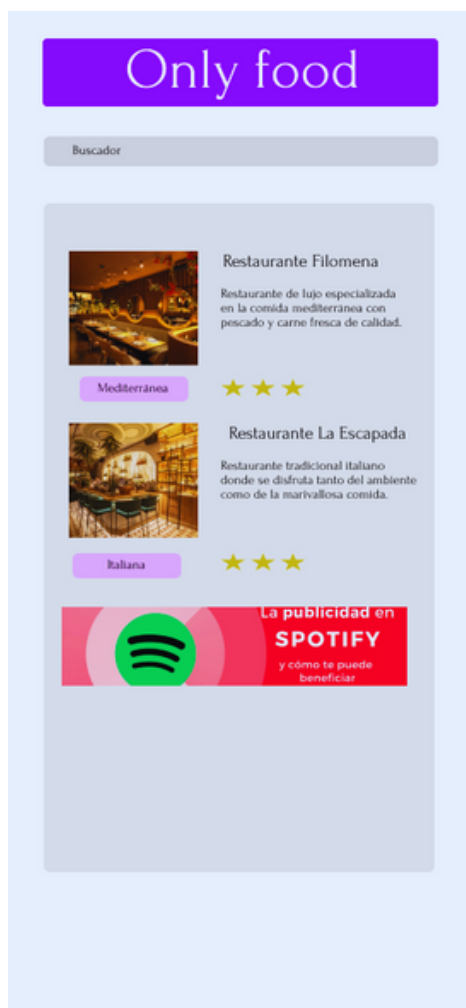 Only food
Buscador
Restaurante Filomena
Restaurante de lujo especializada
en la comida mediterránea con
pescado y carne fresca de calidad.
Mediterránea
Restaurante La Escapada
Restaurante tradicional italiano
donde se disfruta tanto del ambiente
como de la marivallosa comida.
Italiana
La publicidad en
SPOTIFY
y cómo te puede
beneficiar